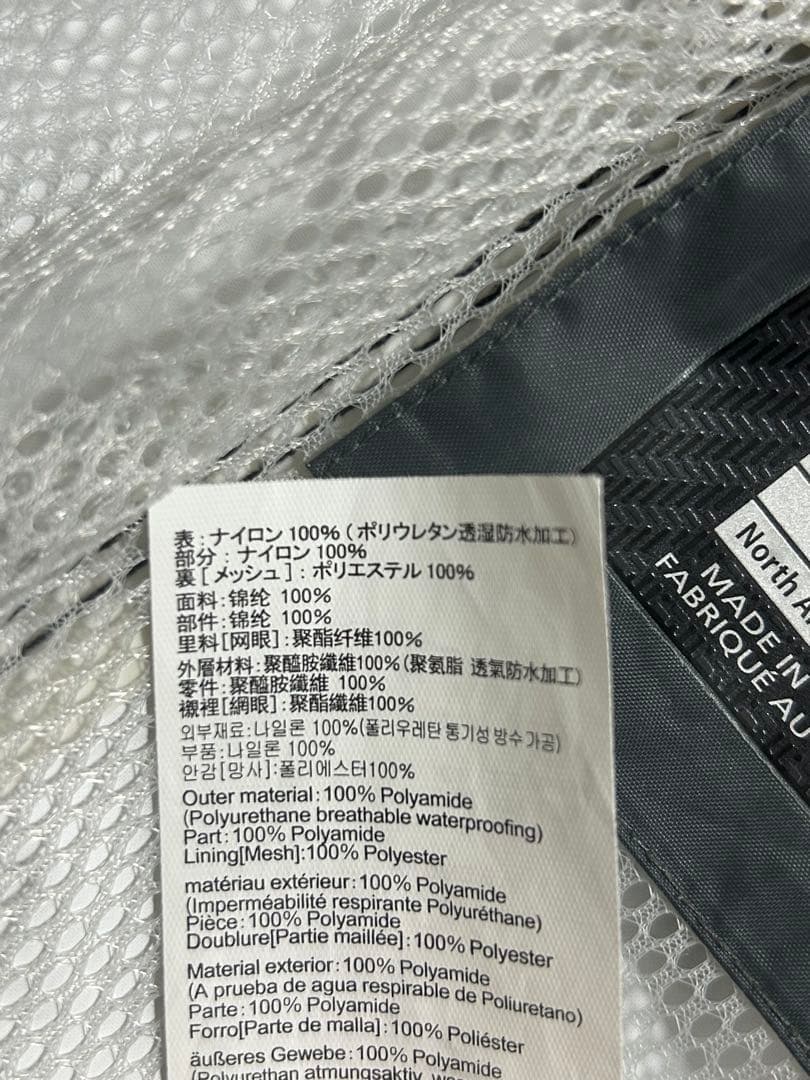 表:ナイロン 100% (ポリウレタン透湿防水加工)
部分 : ナイロン 100%
裏[メッシュ] : ポリエステル 100%
面料:锦纶 100%
部件:锦纶 100%
里料[网眼] :聚酯纤维100%
外層材料:聚醯胺纖維100%(聚氨脂 透氣防水加工)
零件:聚醯胺纖維 100%
襯裡[網眼] :聚酯纖維100%
외부재료:나일론 100%(폴리우레탄 통기성 방수 가공)
부품:나일론 100%
안감[망사]:폴리에스터100%
Outer material:100% Polyamide
(Polyurethane breathable waterproofing)
Part:100% Polyamide
Lining[Mesh]:100% Polyester
matériau extérieur:100% Polyamide
(Imperméabilité respirante Polyuréthane)
Pièce:100% Polyamide
Doublure[Partie maillée]:100% Polyester
Material exterior:100% Polyamide
(A prueba de agua respirable de Poliuretano)
Parte:100% Polyamide
Forro[Parte de malla]:100% Poliéster
äußeres Gewebe:100% Polyamide
(Polyurethan atmungsaktiv
North
MADE IN
FABRIQUÉ AU